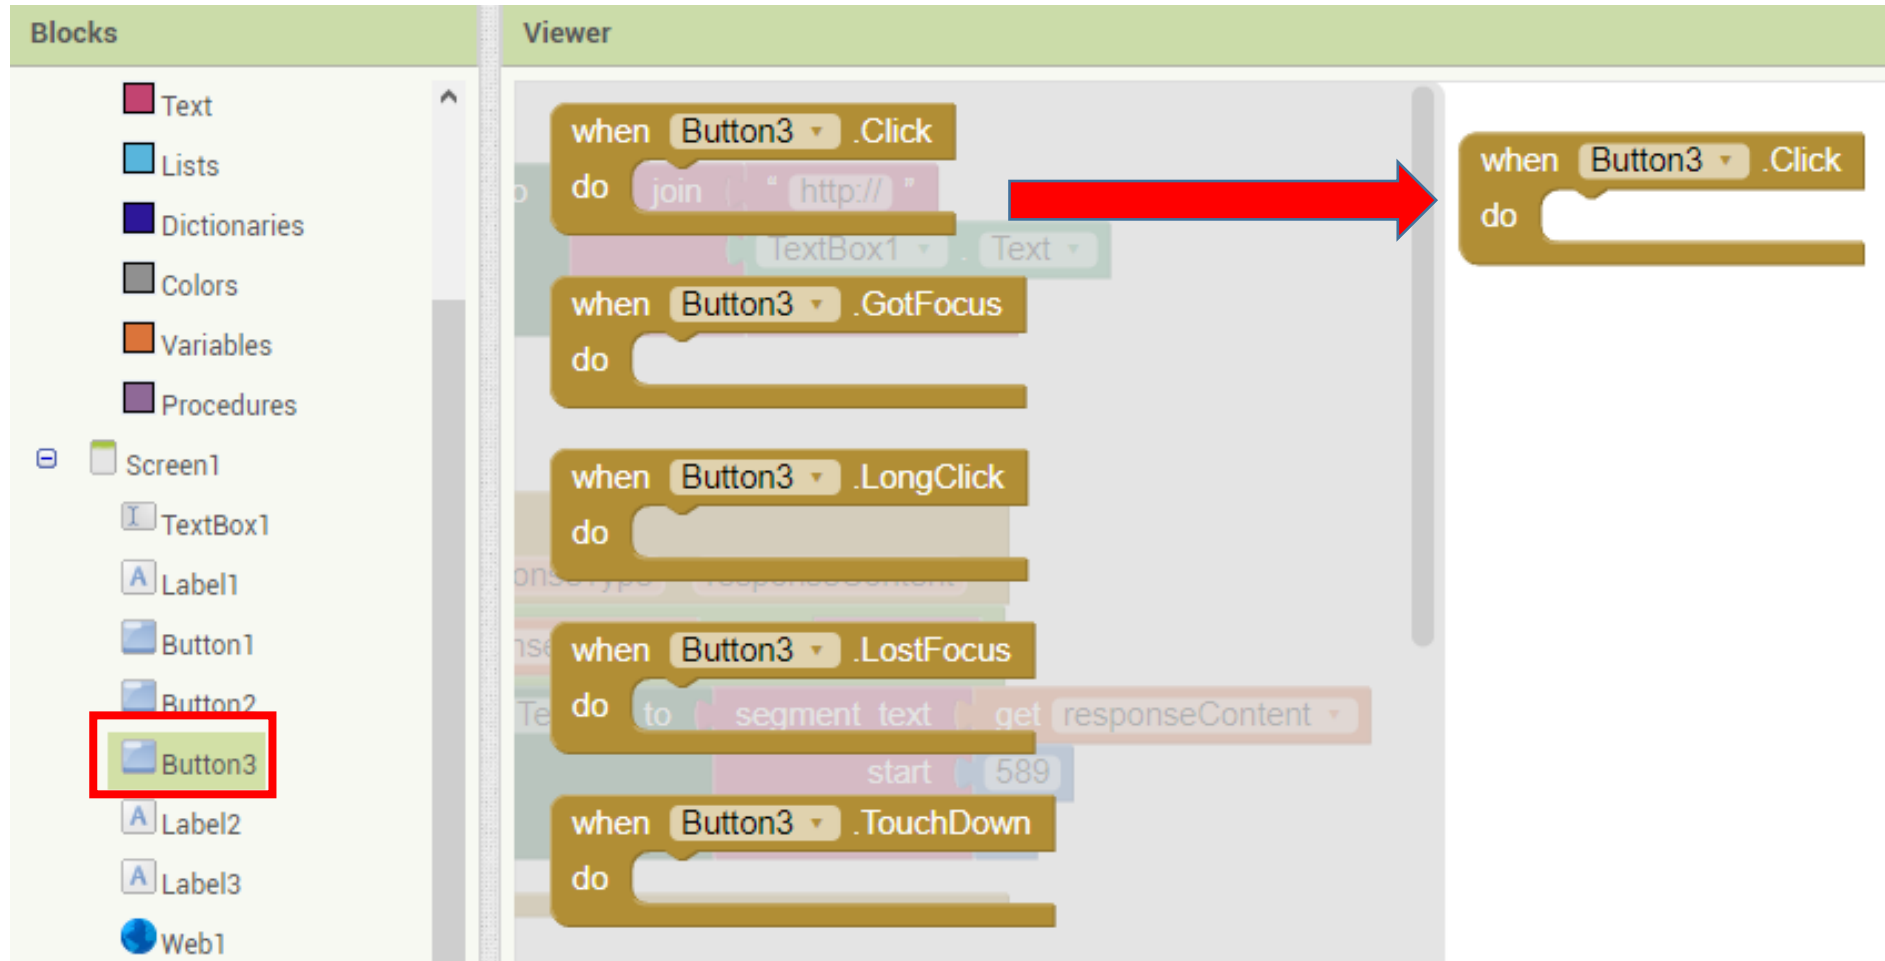 Blocks
Text
Lists
Dictionaries
Colors
Variables
Procedures
Screen1
TextBox1
Label1
Button1
Button2
Button3
Label2
Label3
Web1
Viewer
when Button3 .Click
do
join “ http:// ”
TextBox1 . Text
when Button3 .GotFocus
do
when Button3 .LongClick
do
responseContent
when Button3 .LostFocus
do
to segment text get responseContent
start 589
when Button3 .TouchDown
do
when Button3 .Click
do